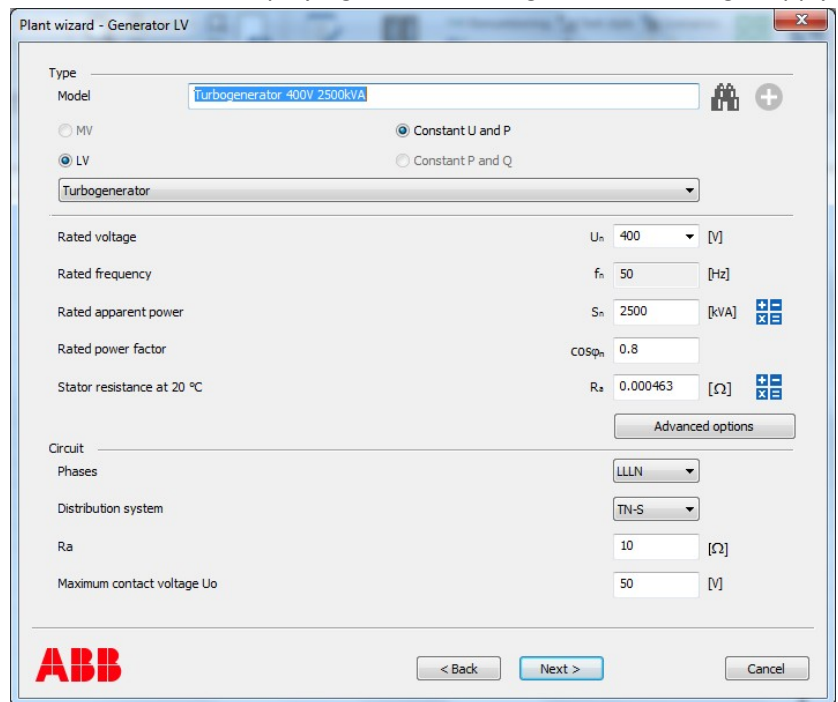 Plant wizard - Generator LV
Type
Model Turbogenerator 400V 2500kVA
MV Constant U and P
LV Constant P and Q
Turbogenerator
Rated voltage Un 400 [V]
Rated frequency fn 50 [Hz]
Rated apparent power Sn 2500 [kVA]
Rated power factor cosφn 0.8
Stator resistance at 20 °C Ra 0.000463 [Ω]
Advanced options
Circuit
Phases LLLN
Distribution system TN-S
Ra 10 [Ω]
Maximum contact voltage Uo 50 [V]
ABB < Back Next > Cancel